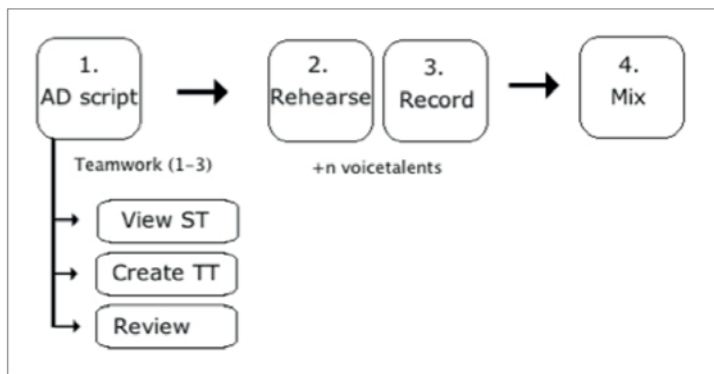 1.
AD script
2.
Rehearse
3.
Record
4.
Mix
Teamwork (1-3)
+n voicetalents
View ST
Create TT
Review